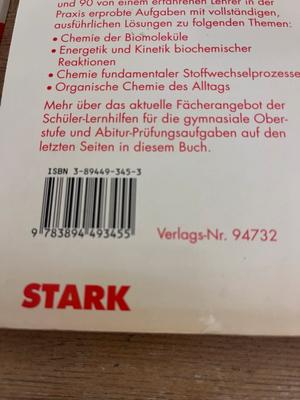 und 90 von einem erfahrenen Lehrer in der
Praxis erprobte Aufgaben mit vollständigen,
ausführlichen Lösungen zu folgenden Themen:
• Chemie der Biomoleküle
• Energetik und Kinetik biochemischer
Reaktionen
• Chemie fundamentaler Stoffwechselprozesse
• Organische Chemie des Alltags
Mehr über das aktuelle Fächerangebot der
Schüler-Lernhilfen für die gymnasiale Ober-
stufe und Abitur-Prüfungsaufgaben auf den
letzten Seiten in diesem Buch.
ISBN 3-89449-345-3
9 783894 493455
Verlags-Nr. 94732
STARK